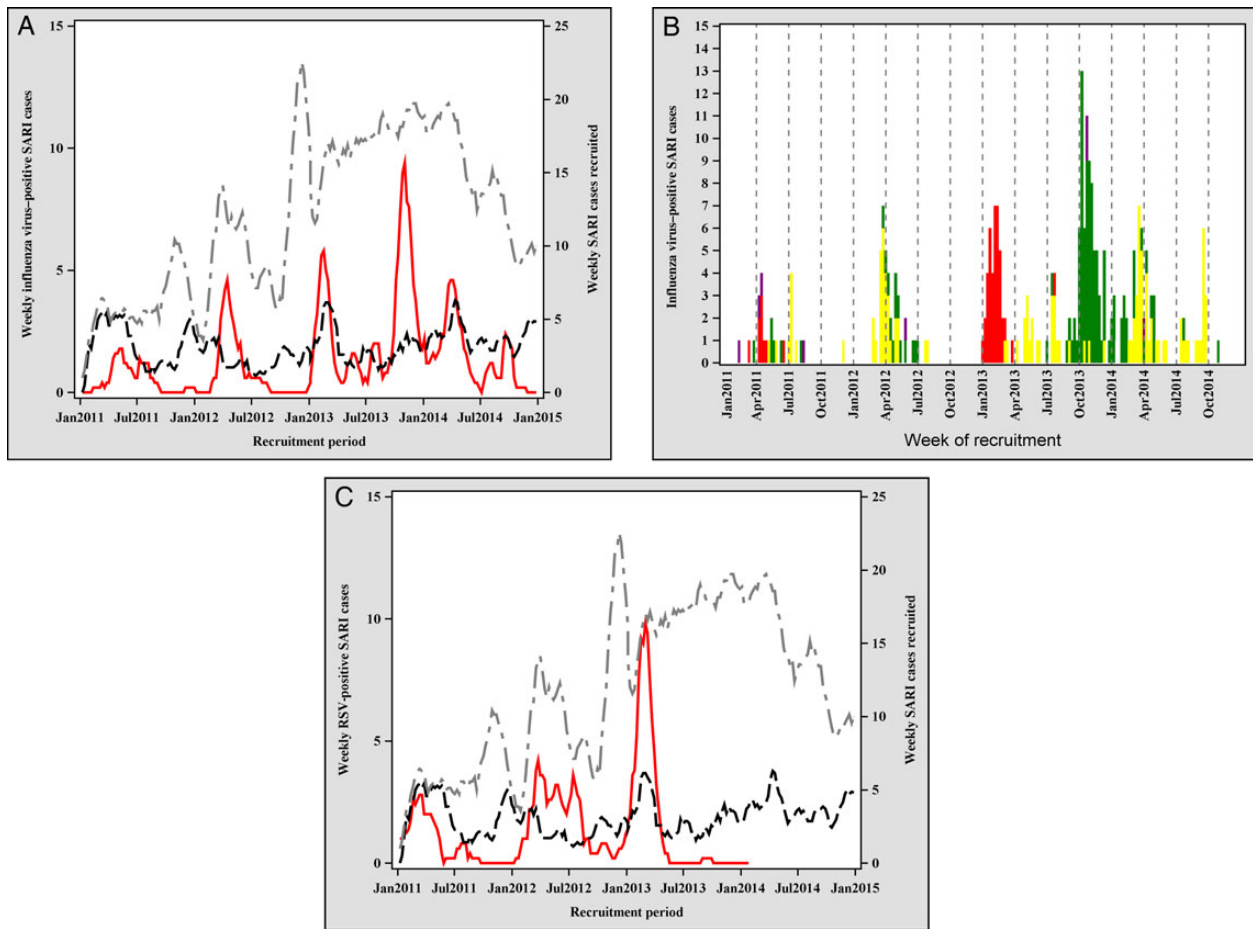 A
Weekly influenza virus–positive SARI cases
15
10
5
0
25
20
15
10
5
0
Weekly SARI cases recruited
Jan2011 Jul2011 Jan2012 Jul2012 Jan2013 Jul2013 Jan2014 Jul2014 Jan2015
Recruitment period
B
Influenza virus–positive SARI cases
15
14
13
12
11
10
9
8
7
6
5
4
3
2
1
0
Jan2011
Apr2011
Jul2011
Oct2011
Jan2012
Apr2012
Jul2012
Oct2012
Jan2013
Apr2013
Jul2013
Oct2013
Jan2014
Apr2014
Jul2014
Oct2014
Week of recruitment
C
Weekly RSV-positive SARI cases
15
10
5
0
25
20
15
10
5
0
Weekly SARI cases recruited
Jan2011 Jul2011 Jan2012 Jul2012 Jan2013 Jul2013 Jan2014 Jul2014 Jan2015
Recruitment period